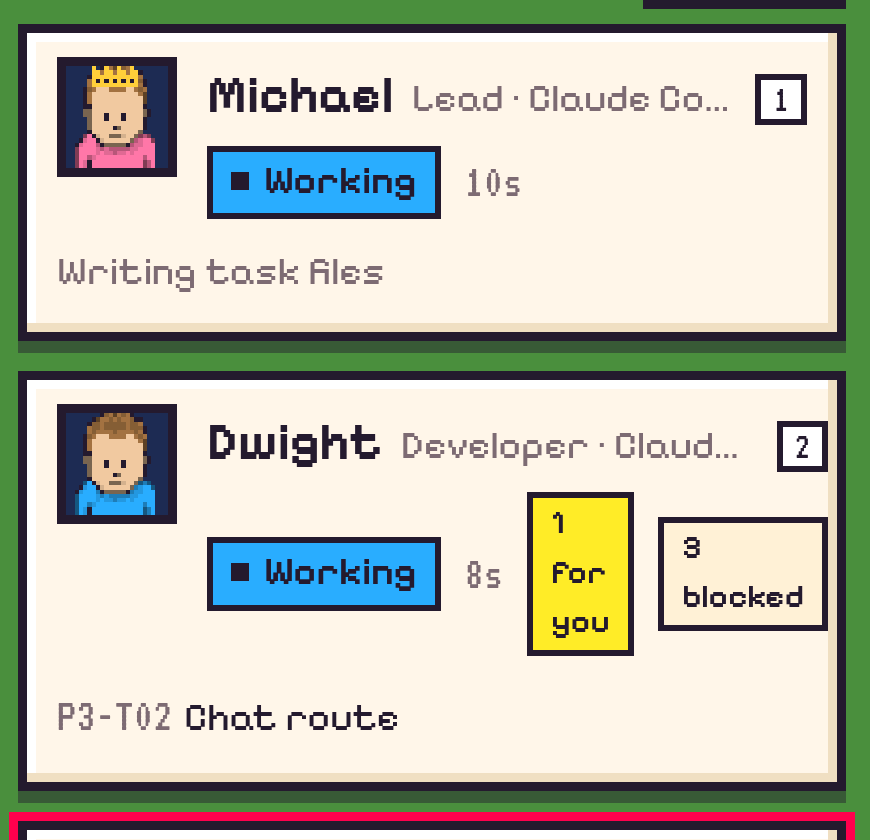 Michael Lead · Claude Co... 1
Working 10s
Writing task files
Dwight Developer · Claud... 2
Working 8s
1
for
you
3
blocked
P3-T02 Chat route